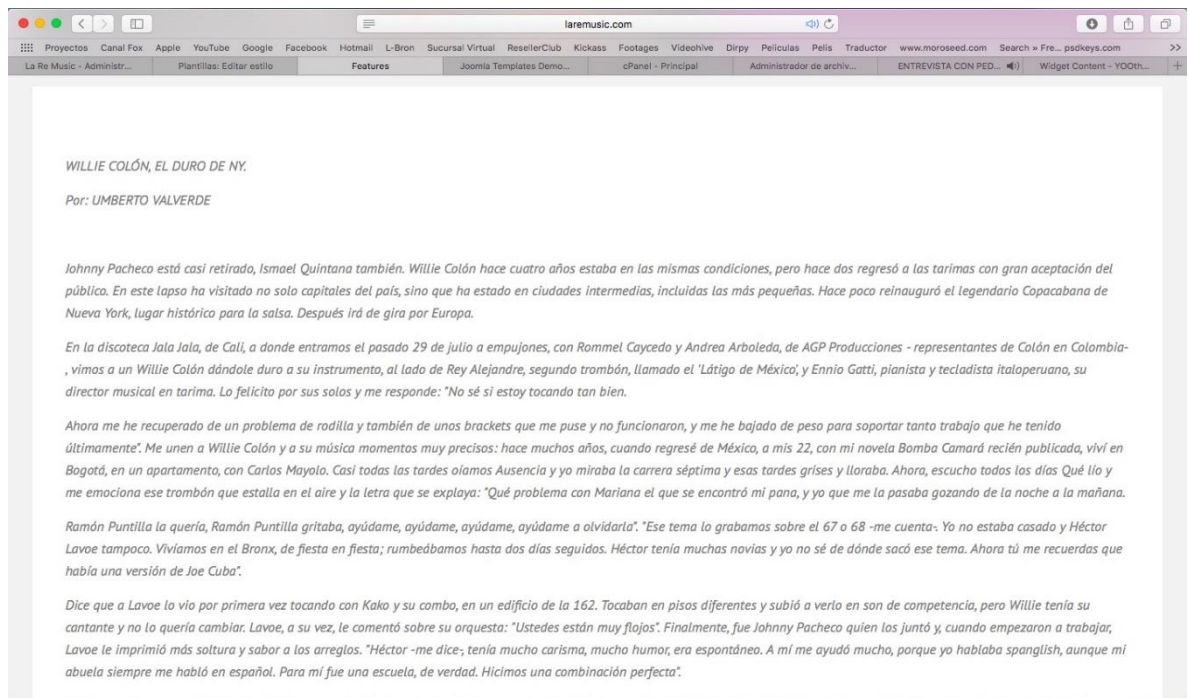 laremusic.com
Proyectos Canal Fox Apple YouTube Google Facebook Hotmail L-Bron Sucursal Virtual ResellerClub Kickass Footages Videohive Dirpy Peliculas Pelis Traductor www.moroseed.com Search » Fre... psdkeys.com >>
La Re Music - Administr... Plantillas: Editar estilo Features Joomla Templates Demo... cPanel - Principal Administrador de archiv... ENTREVISTA CON PED... Widget Content - YOOth... +
WILLIE COLÓN, EL DURO DE NY.
Por: UMBERTO VALVERDE
Johnny Pacheco está casi retirado, Ismael Quintana también. Willie Colón hace cuatro años estaba en las mismas condiciones, pero hace dos regresó a las tarimas con gran aceptación del
público. En este lapso ha visitado no solo capitales del país, sino que ha estado en ciudades intermedias, incluidas las más pequeñas. Hace poco reinauguró el legendario Copacabana de
Nueva York, lugar histórico para la salsa. Después irá de gira por Europa.
En la discoteca Jala Jala, de Cali, a donde entramos el pasado 29 de julio a empujones, con Rommel Caycedo y Andrea Arboleda, de AGP Producciones - representantes de Colón en Colombia-
, vimos a un Willie Colón dándole duro a su instrumento, al lado de Rey Alejandre, segundo trombón, llamado el 'Látigo de México', y Ennio Gatti, pianista y tecladista italoperuano, su
director musical en tarima. Lo felicito por sus solos y me responde: "No sé si estoy tocando tan bien.
Ahora me he recuperado de un problema de rodilla y también de unos brackets que me puse y no funcionaron, y me he bajado de peso para soportar tanto trabajo que he tenido
últimamente". Me unen a Willie Colón y a su música momentos muy precisos: hace muchos años, cuando regresé de México, a mis 22, con mi novela Bomba Camará recién publicada, viví en
Bogotá, en un apartamento, con Carlos Mayolo. Casi todas las tardes oíamos Ausencia y yo miraba la carrera séptima y esas tardes grises y lloraba. Ahora, escucho todos los días Qué lío y
me emociona ese trombón que estalla en el aire y la letra que se explaya: "Qué problema con Mariana el que se encontró mi pana, y yo que me la pasaba gozando de la noche a la mañana.
Ramón Puntilla la quería, Ramón Puntilla gritaba, ayúdame, ayúdame, ayúdame, ayúdame a olvidarla". "Ese tema lo grabamos sobre el 67 o 68 -me cuenta-. Yo no estaba casado y Héctor
Lavoe tampoco. Vivíamos en el Bronx, de fiesta en fiesta; rumbeábamos hasta dos días seguidos. Héctor tenía muchas novias y yo no sé de dónde sacó ese tema. Ahora tú me recuerdas que
había una versión de Joe Cuba".
Dice que a Lavoe lo vio por primera vez tocando con Kako y su combo, en un edificio de la 162. Tocaban en pisos diferentes y subió a verlo en son de competencia, pero Willie tenía su
cantante y no lo quería cambiar. Lavoe, a su vez, le comentó sobre su orquesta: "Ustedes están muy flojos". Finalmente, fue Johnny Pacheco quien los juntó y, cuando empezaron a trabajar,
Lavoe le imprimió más soltura y sabor a los arreglos. "Héctor -me dice-, tenía mucho carisma, mucho humor, era espontáneo. A mí me ayudó mucho, porque yo hablaba spanglish, aunque mi
abuela siempre me habló en español. Para mí fue una escuela, de verdad. Hicimos una combinación perfecta".